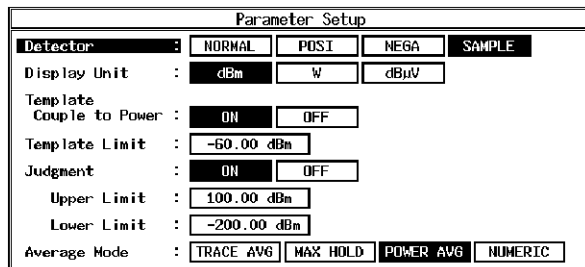 Parameter Setup
Detector : NORMAL POSI NEGA SAMPLE
Display Unit : dBm W dBµV
Template
Couple to Power : ON OFF
Template Limit : -60.00 dBm
Judgment : ON OFF
Upper Limit : 100.00 dBm
Lower Limit : -200.00 dBm
Average Mode : TRACE AVG MAX HOLD POWER AVG NUMERIC